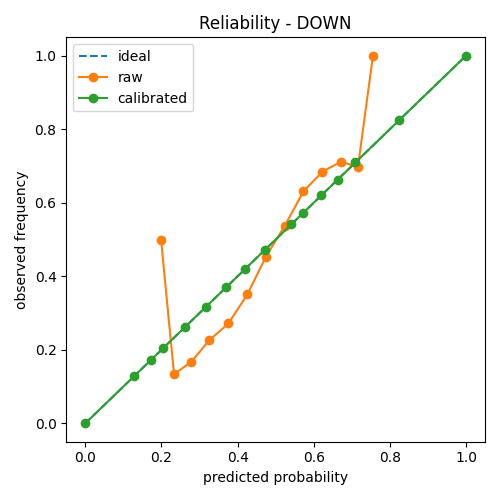 Reliability - DOWN
ideal
raw
calibrated
1.0
0.8
0.6
0.4
0.2
0.0
observed frequency
0.0 0.2 0.4 0.6 0.8 1.0
predicted probability